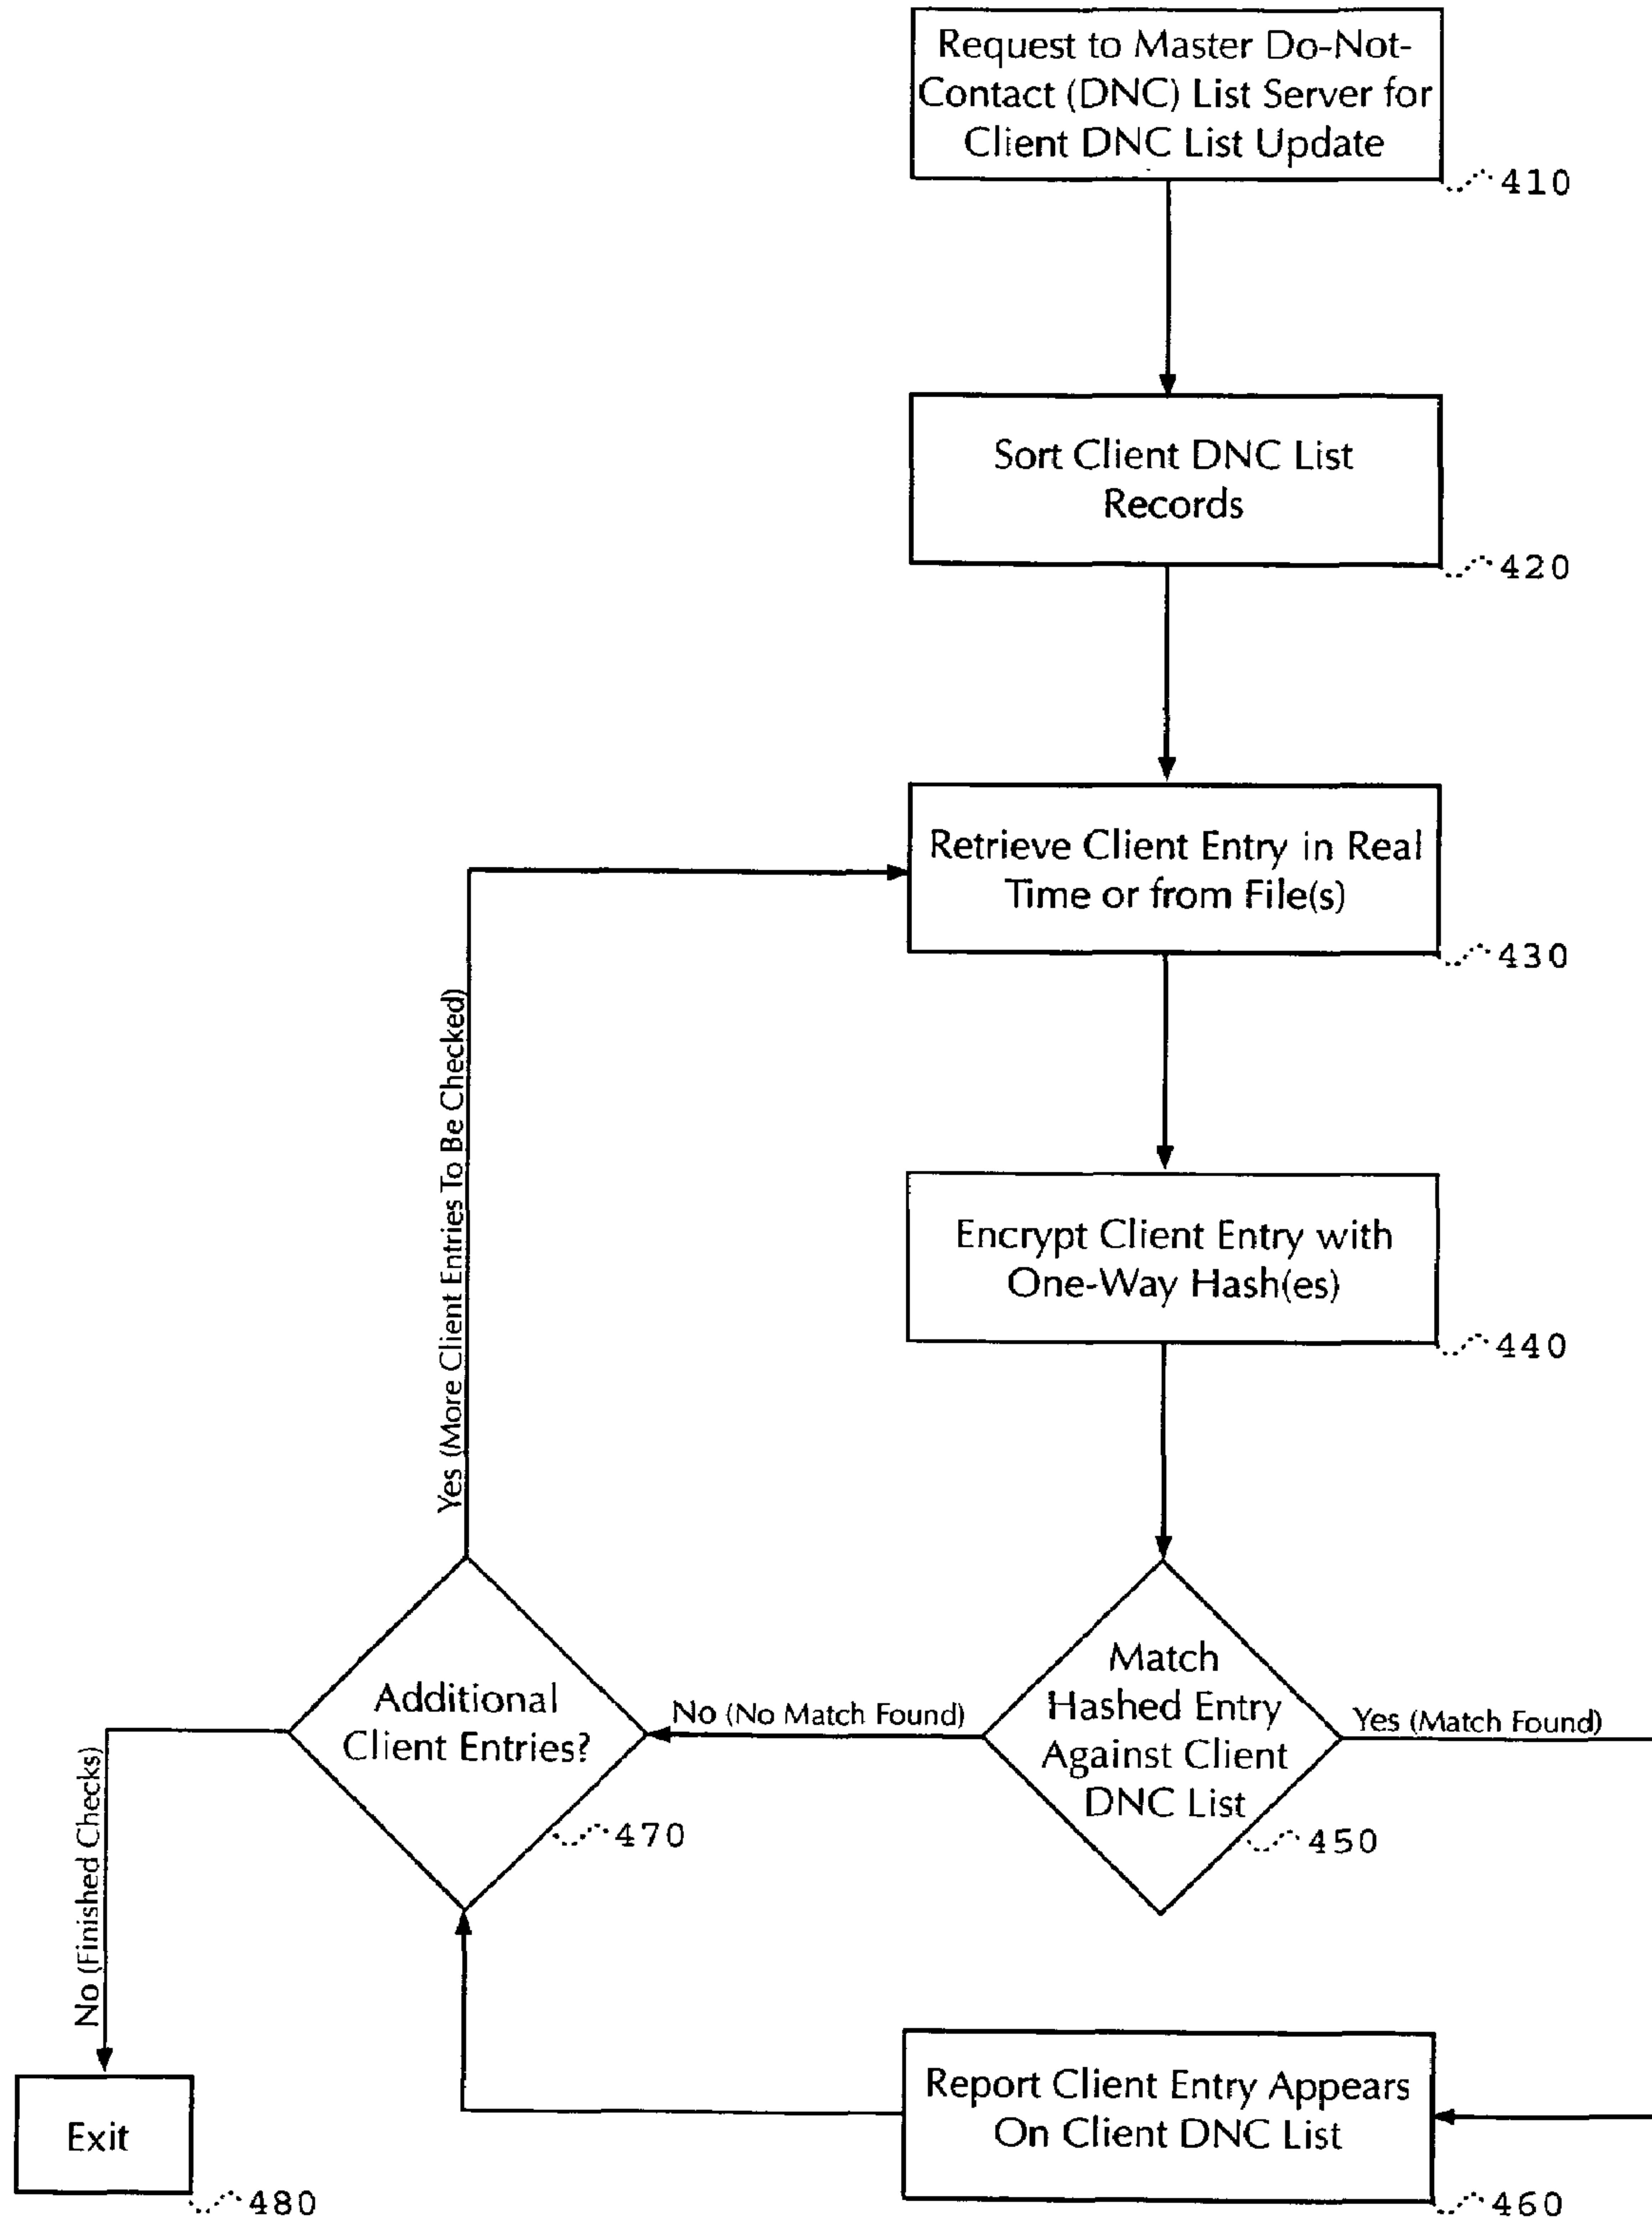 Request to Master Do-Not-
Contact (DNC) List Server for
Client DNC List Update
410
Sort Client DNC List
Records
420
Retrieve Client Entry in Real
Time or from File(s)
430
Yes (More Client Entries To Be Checked)
Encrypt Client Entry with
One-Way Hash(es)
440
Match
Hashed Entry
Against Client
DNC List
450
No (No Match Found)
Yes (Match Found)
Additional
Client Entries?
470
No (Finished Checks)
Report Client Entry Appears
On Client DNC List
460
Exit
480